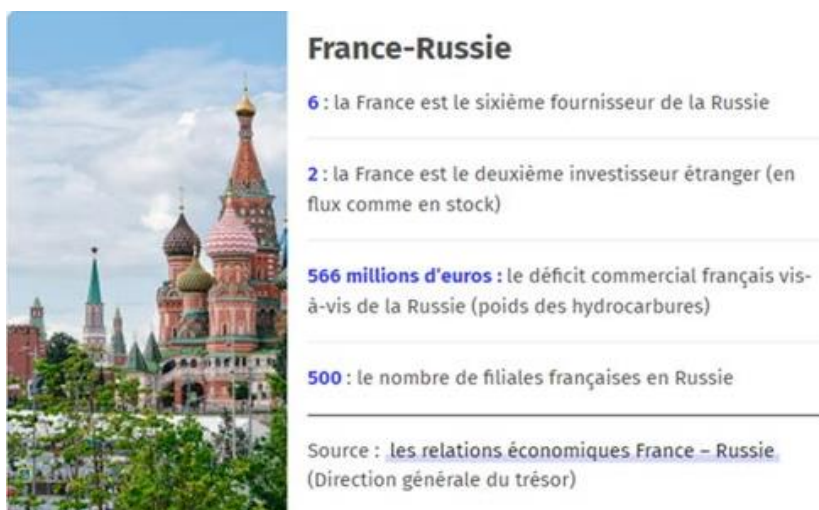 France-Russie
6 : la France est le sixième fournisseur de la Russie
2 : la France est le deuxième investisseur étranger (en
flux comme en stock)
566 millions d'euros : le déficit commercial français vis-
à-vis de la Russie (poids des hydrocarbures)
500 : le nombre de filiales françaises en Russie
Source : les relations économiques France – Russie
(Direction générale du trésor)